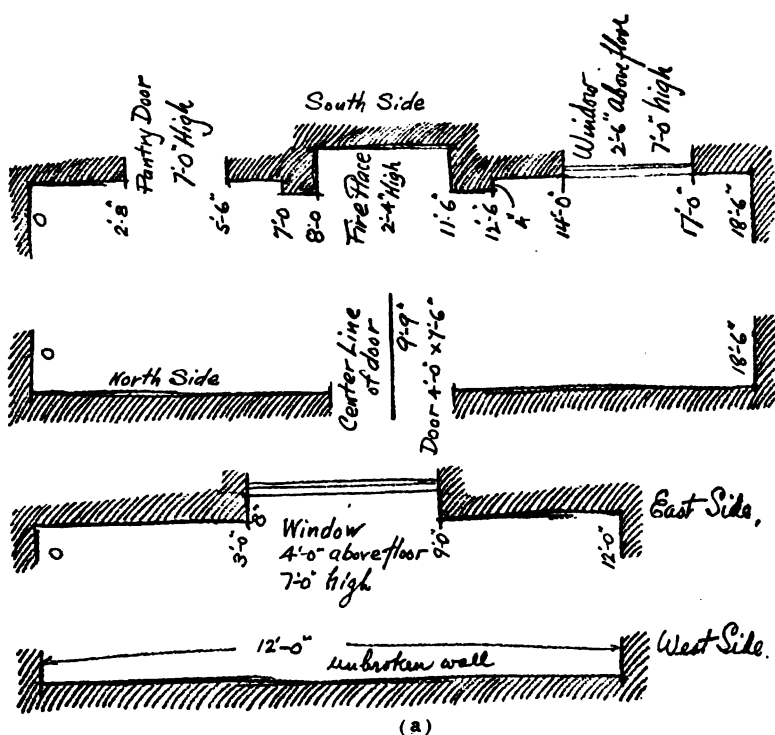 South Side
Pantry Door
7'-0" High
Fire Place
2'-4" High
Window
2'-6" above floor
7'-0" high
0
2'-8"
5'-6"
7'-0
8'-0
11'-6"
12'-6"
4"
14'-0"
17'-0"
18'-6"
0
North Side
Center Line
of door
9'-9"
Door 4'-0" x 7'-6"
18'-6"
0
3'-0"
8"
Window
4'-0" above floor
7'-0" high
9'-0"
12'-0"
East Side,
12'-0"
unbroken wall
West Side.
(a)